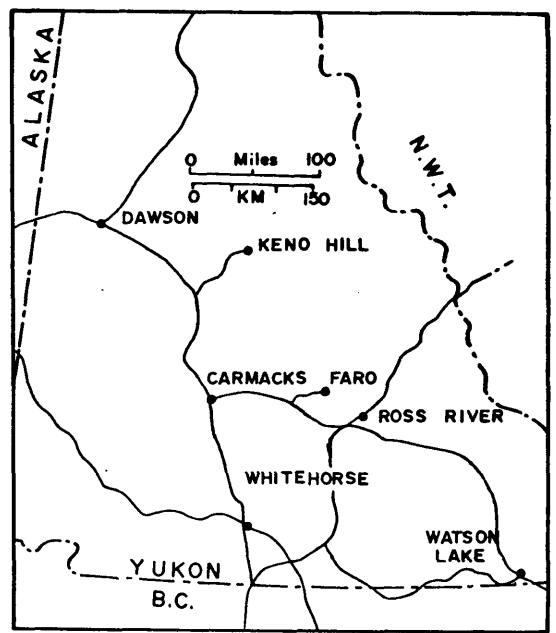 ALASKA
N.W.T.
0 Miles 100
0 KM 150
DAWSON
KENO HILL
CARMACKS
FARO
ROSS RIVER
WHITEHORSE
WATSON
LAKE
YUKON
B.C.